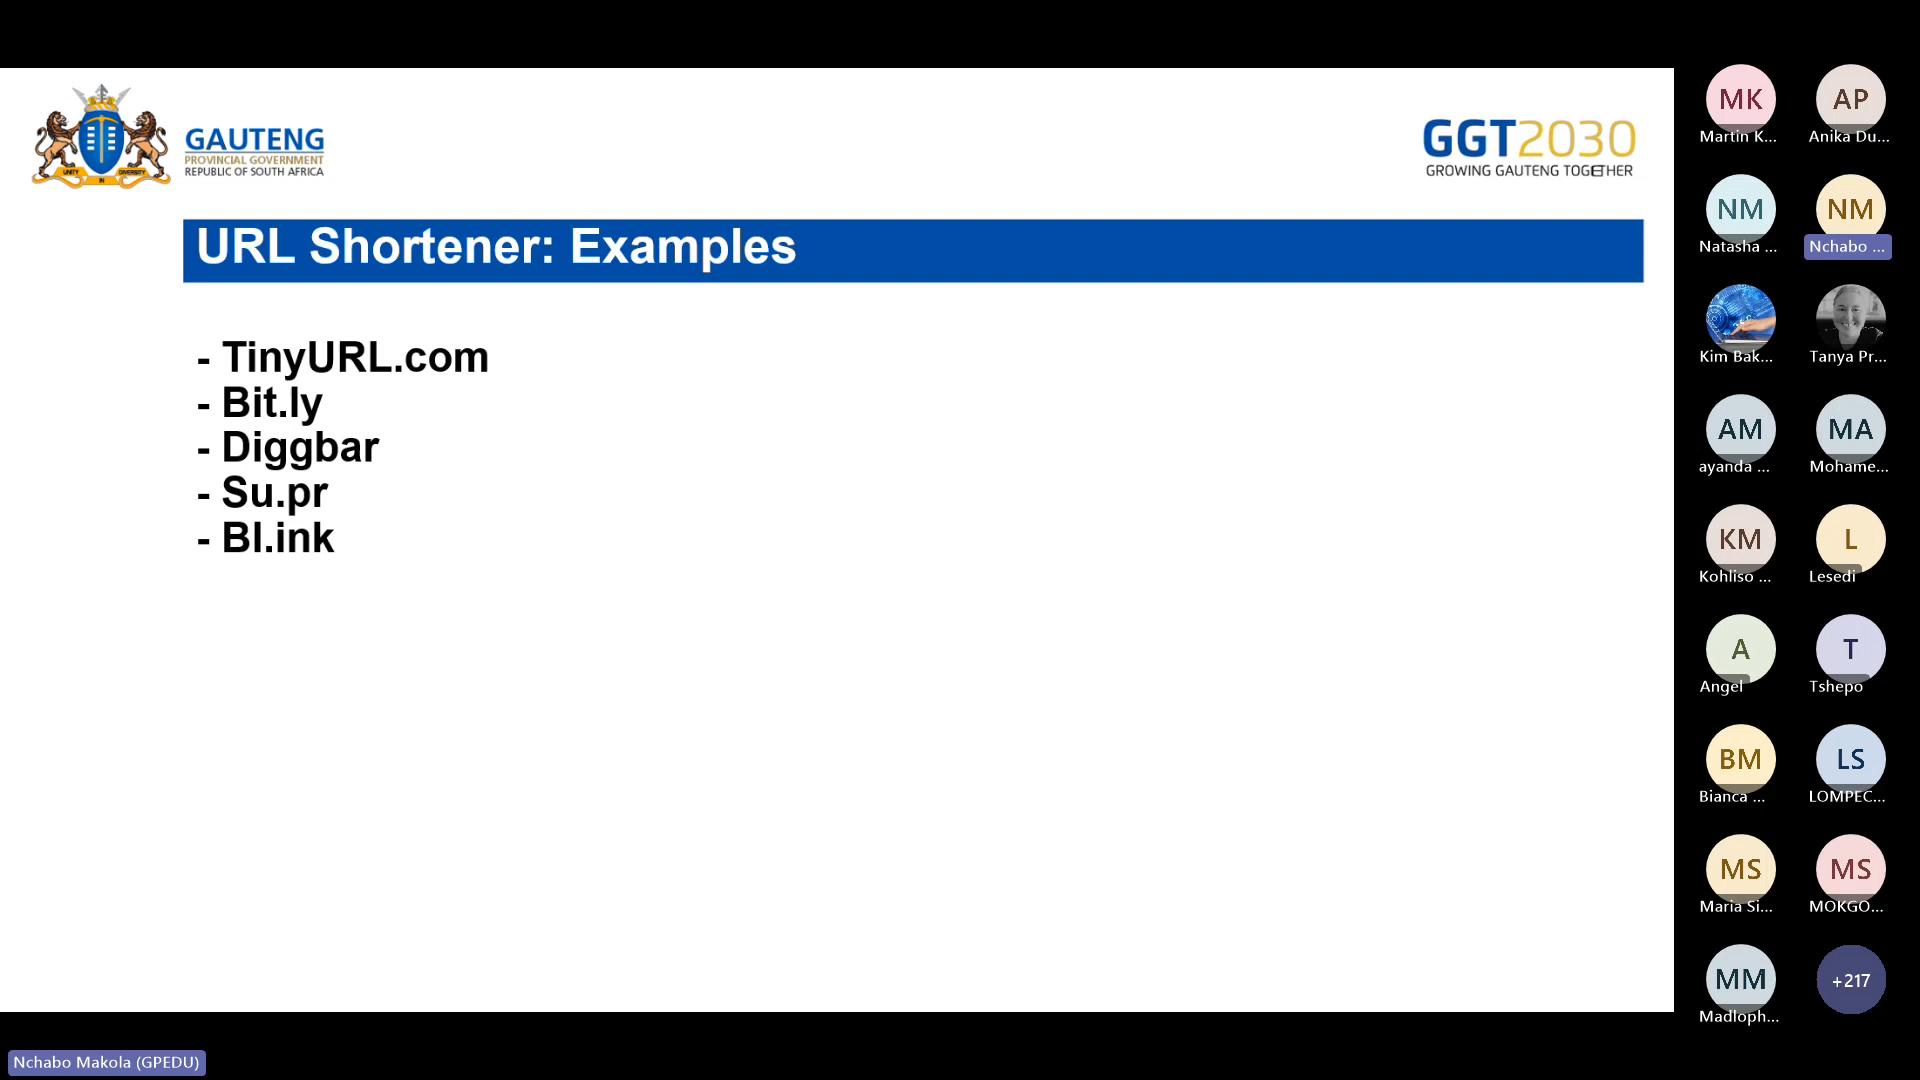 UNITY IN DIVERSITY
GAUTENG
PROVINCIAL GOVERNMENT
REPUBLIC OF SOUTH AFRICA
GGT2030
GROWING GAUTENG TOGETHER
URL Shortener: Examples
- TinyURL.com
- Bit.ly
- Diggbar
- Su.pr
- Bl.ink
MK
Martin K...
AP
Anika Du...
NM
Natasha ...
NM
Nchabo ...
Kim Bak...
Tanya Pr...
AM
ayanda ...
MA
Mohame...
KM
Kohliso ...
L
Lesedi
A
Angel
T
Tshepo
BM
Bianca ...
LS
LOMPEC...
MS
Maria Si...
MS
MOKGO...
MM
Madloph...
+217
Nchabo Makola (GPEDU)